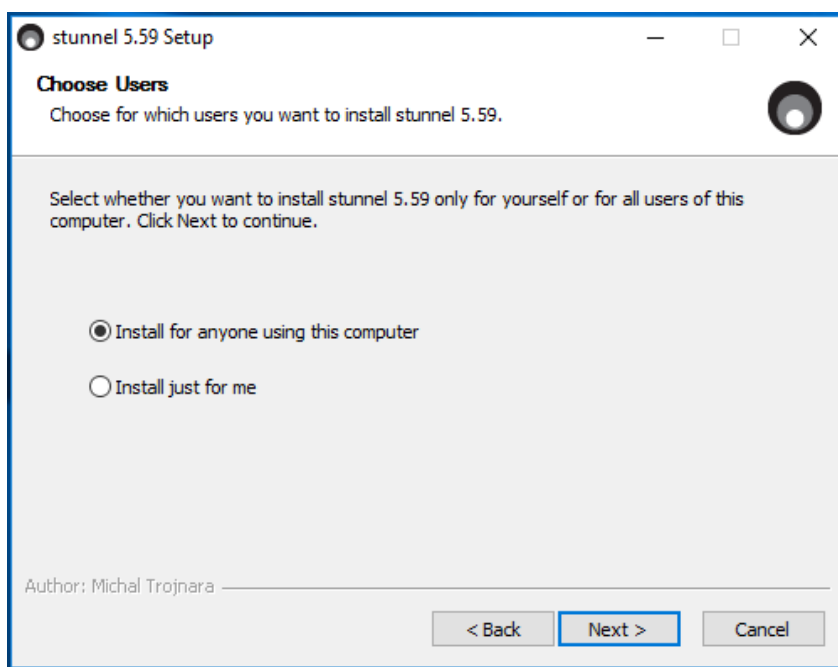 stunnel 5.59 Setup
Choose Users
Choose for which users you want to install stunnel 5.59.
Select whether you want to install stunnel 5.59 only for yourself or for all users of this
computer. Click Next to continue.
Install for anyone using this computer
Install just for me
Author: Michal Trojnara
< Back
Next >
Cancel